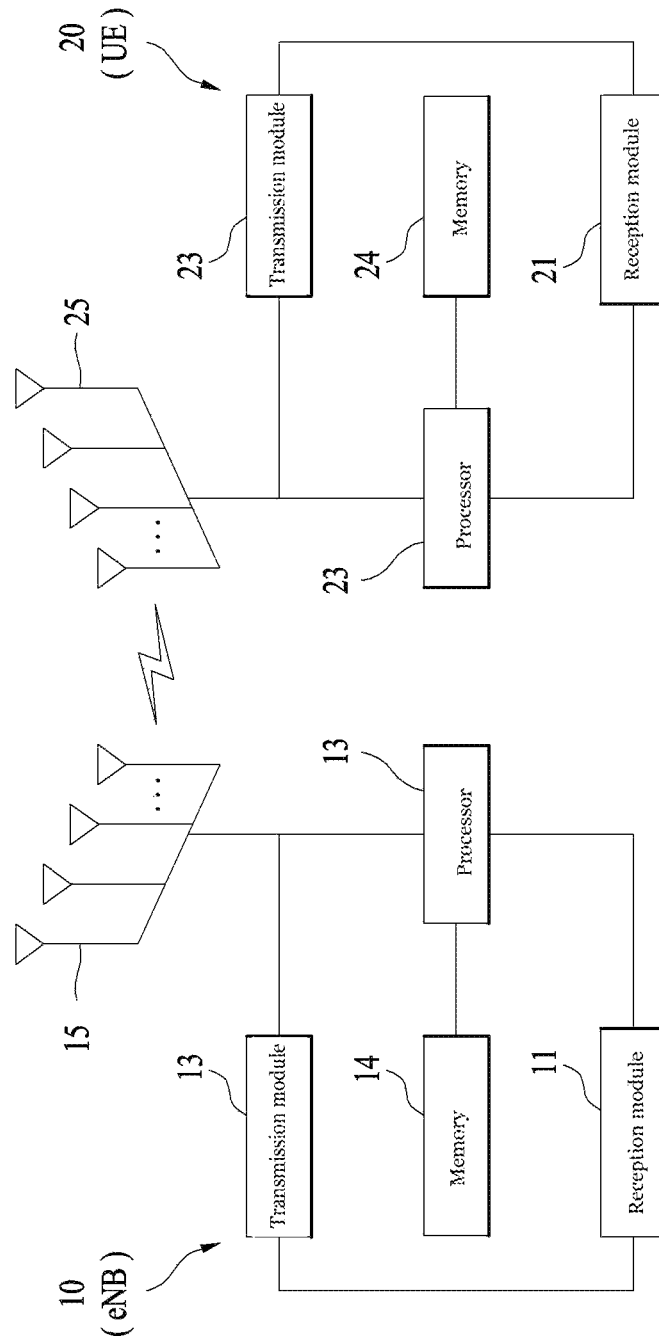 10
( eNB )
15
13
Transmission module
14
Memory
11
Reception module
13
Processor
. . .
20
( UE )
25
23
Transmission module
24
Memory
21
Reception module
23
Processor
. . .